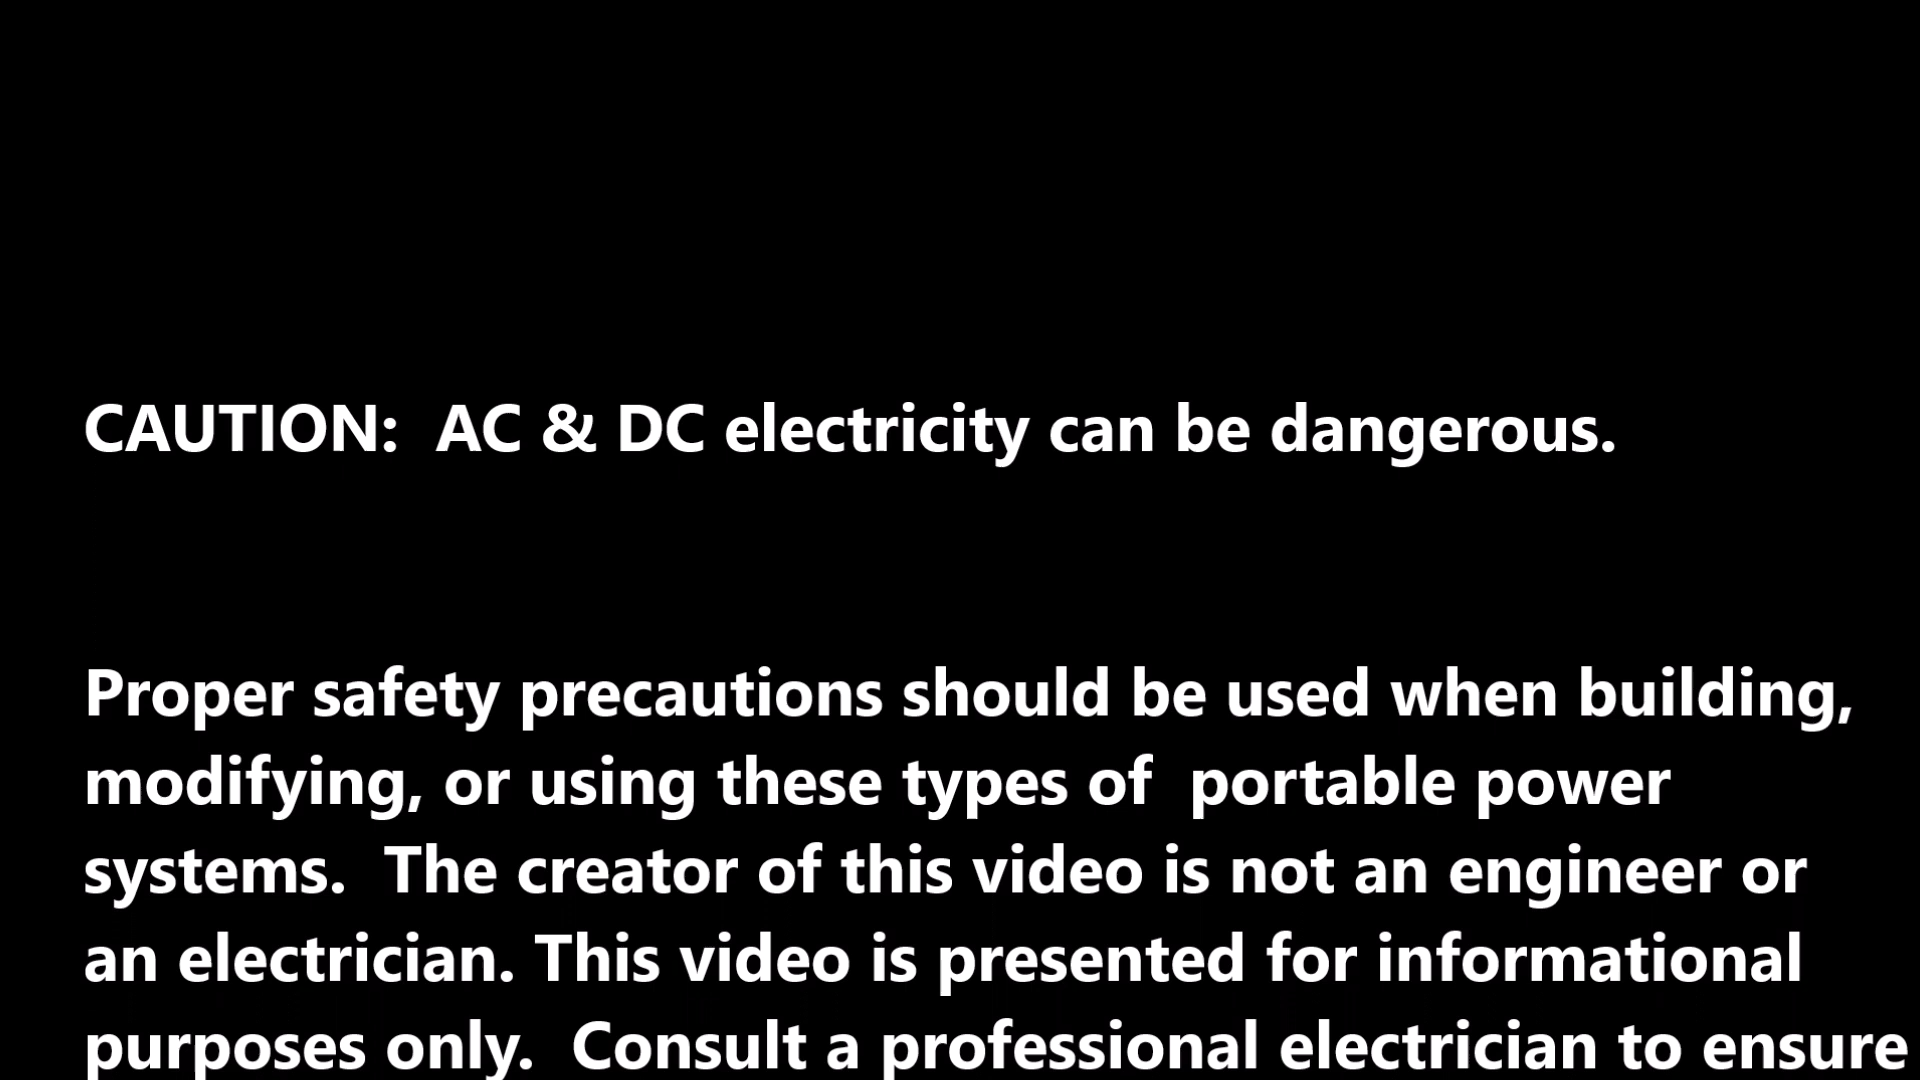 CAUTION:  AC & DC electricity can be dangerous.
Proper safety precautions should be used when building,
modifying, or using these types of  portable power
systems.  The creator of this video is not an engineer or
an electrician. This video is presented for informational
purposes only.  Consult a professional electrician to ensure